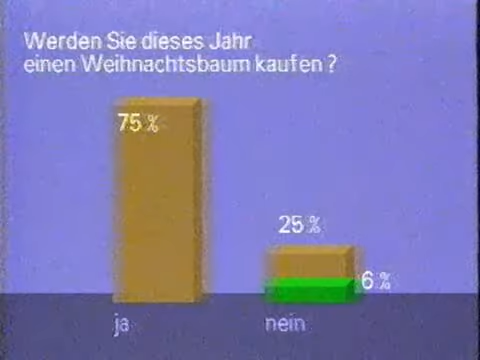 Werden Sie dieses Jahr
einen Weihnachtsbaum kaufen ?
75 %
25 %
6 %
ja
nein